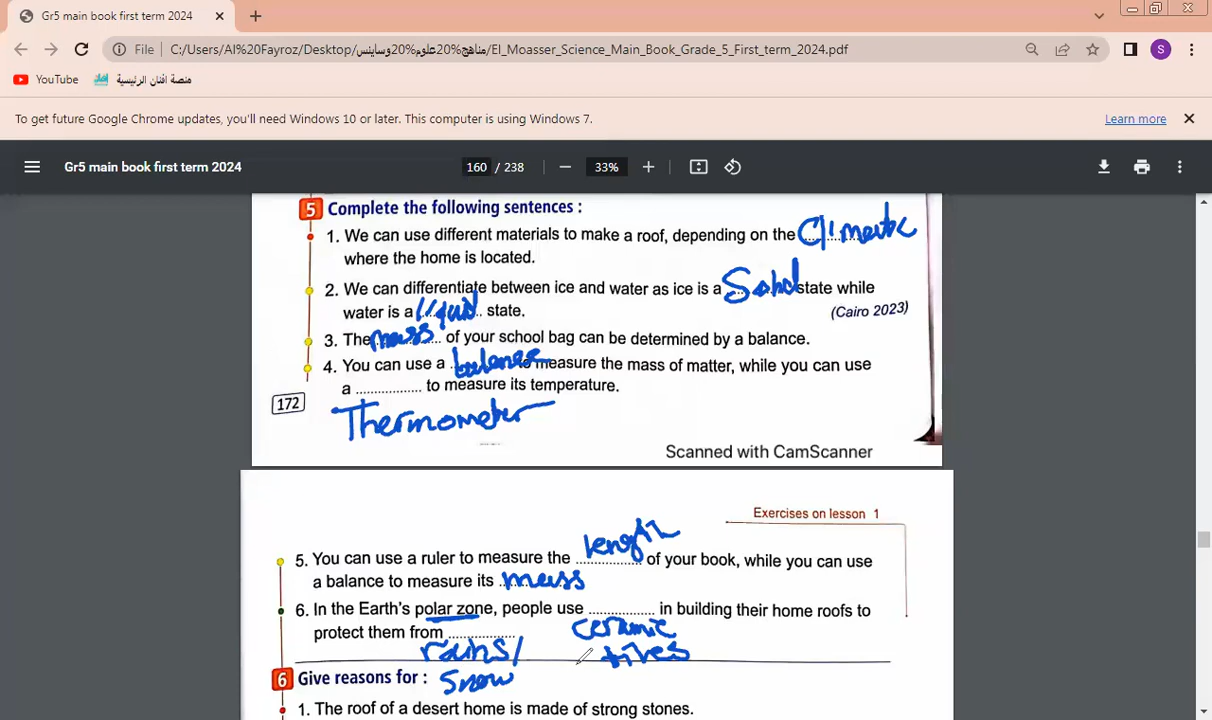 Gr5 main book first term 2024
File C:/Users/Al%20Fayroz/Desktop/مناهج%20علوم%20وساينس/El_Moasser_Science_Main_Book_Grade_5_First_term_2024.pdf
S
YouTube منصة أفنان الرئيسية
To get future Google Chrome updates, you'll need Windows 10 or later. This computer is using Windows 7. Learn more
Gr5 main book first term 2024 160 / 238 33%
5 Complete the following sentences :
1. We can use different materials to make a roof, depending on the Climate
where the home is located.
2. We can differentiate between ice and water as ice is a Solid state while
water is a liquid state. (Cairo 2023)
3. The mass of your school bag can be determined by a balance.
4. You can use a balance to measure the mass of matter, while you can use
a ................ to measure its temperature.
172 Thermometer
Scanned with CamScanner
Exercises on lesson 1
5. You can use a ruler to measure the length of your book, while you can use
a balance to measure its mass
6. In the Earth's polar zone, people use ................ in building their home roofs to
ceramic
protect them from ................
rains/
6 Give reasons for : snow
1. The roof of a desert home is made of strong stones.